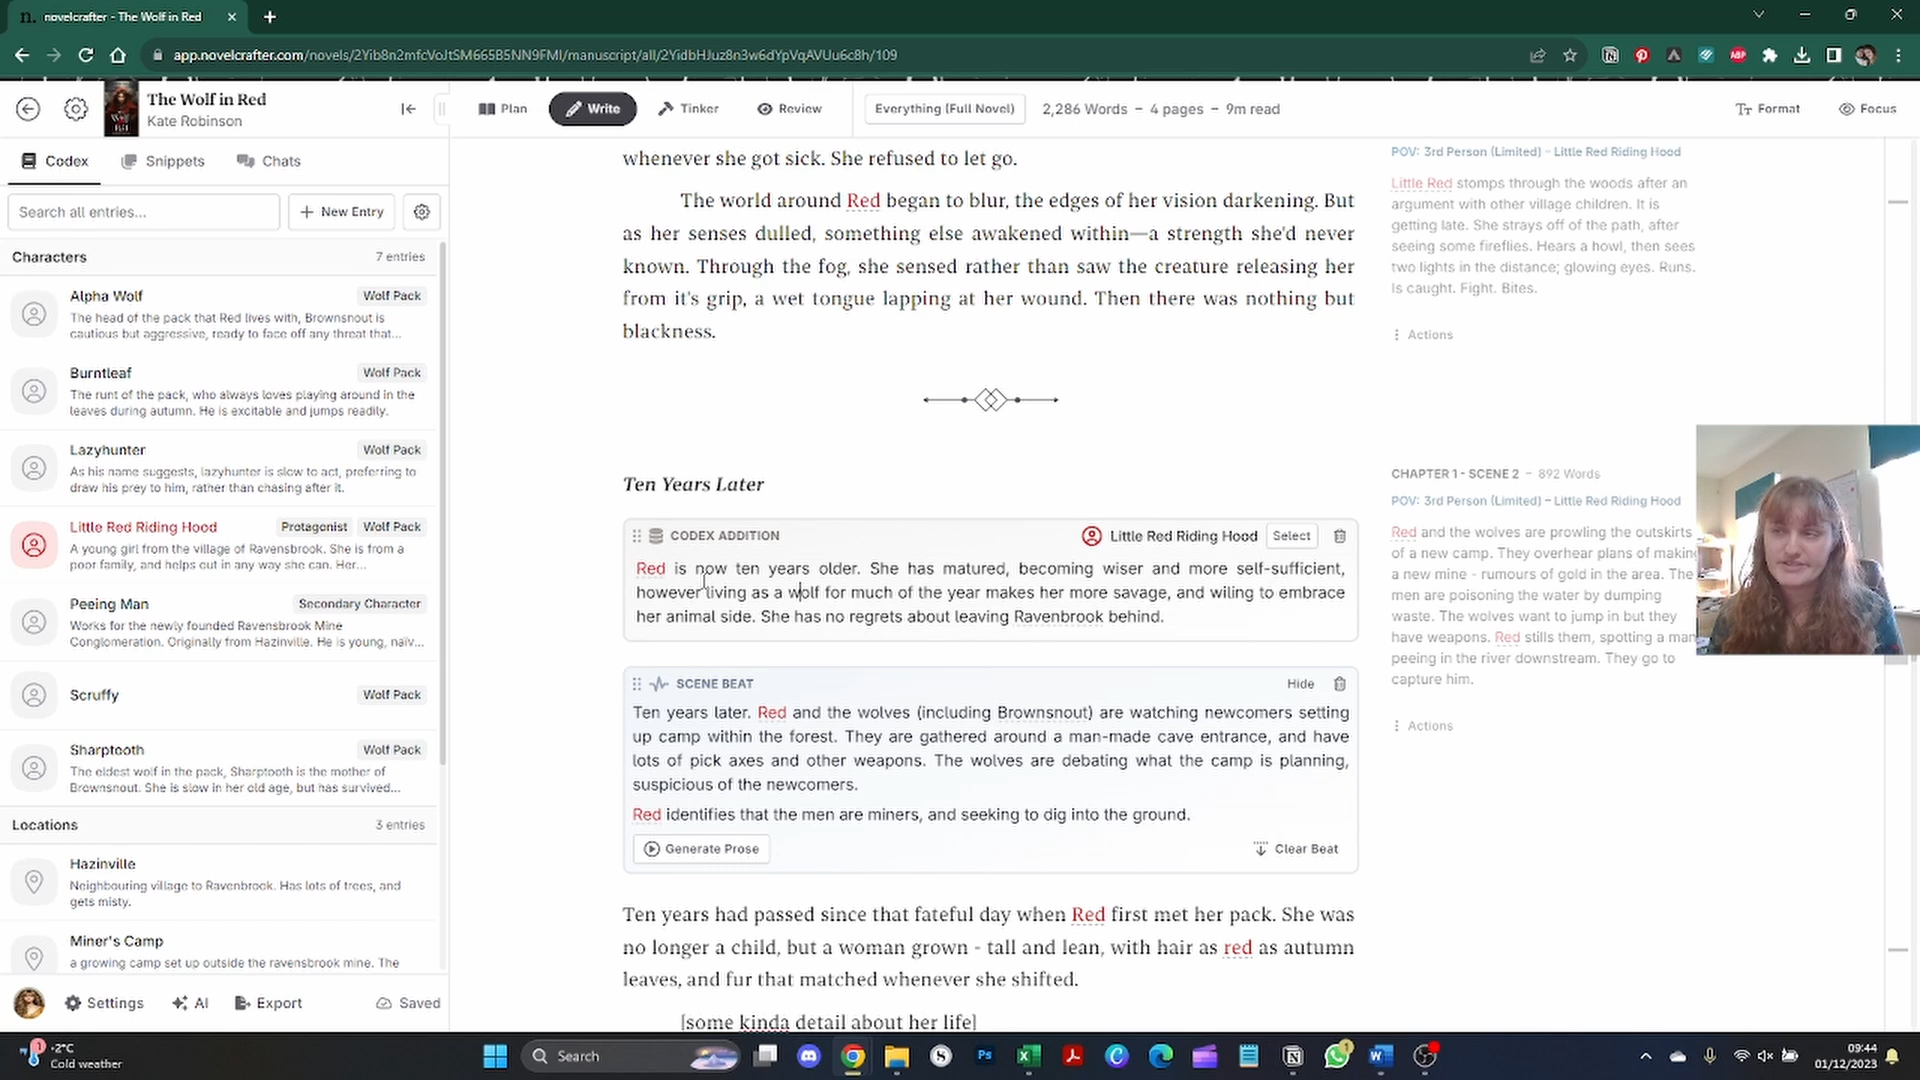 novelcrafter - The Wolf in Red
app.novelcrafter.com/novels/2Yib8n2mfcVoJtSM665B5NN9FMI/manuscript/all/2YidbHJuz8n3w6dYpVqAVUu6c8h/109
The Wolf in Red
Kate Robinson
Plan
Write
Tinker
Review
Everything (Full Novel)
2,286 Words – 4 pages – 9m read
Format
Focus
Codex
Snippets
Chats
Search all entries...
New Entry
Characters
7 entries
Alpha Wolf
Wolf Pack
The head of the pack that Red lives with, Brownsnout is
cautious but aggressive, ready to face off any threat that...
Burntleaf
Wolf Pack
The runt of the pack, who always loves playing around in the
leaves during autumn. He is excitable and jumps readily.
Lazyhunter
Wolf Pack
As his name suggests, lazyhunter is slow to act, preferring to
draw his prey to him, rather than chasing after it.
Little Red Riding Hood
Protagonist
Wolf Pack
A young girl from the village of Ravensbrook. She is from a
poor family, and helps out in any way she can. Her...
Peeing Man
Secondary Character
Works for the newly founded Ravensbrook Mine
Conglomeration. Originally from Hazinville. He is young, naïv...
Scruffy
Wolf Pack
Sharptooth
Wolf Pack
The eldest wolf in the pack, Sharptooth is the mother of
Brownsnout. She is slow in her old age, but has survived...
Locations
3 entries
Hazinville
Neighbouring village to Ravenbrook. Has lots of trees, and
gets misty.
Miner's Camp
a growing camp set up outside the ravensbrook mine. The
Settings
AI
Export
Saved
whenever she got sick. She refused to let go.
The world around Red began to blur, the edges of her vision darkening. But
as her senses dulled, something else awakened within—a strength she'd never
known. Through the fog, she sensed rather than saw the creature releasing her
from it's grip, a wet tongue lapping at her wound. Then there was nothing but
blackness.
Ten Years Later
CODEX ADDITION
Little Red Riding Hood
Select
Red is now ten years older. She has matured, becoming wiser and more self-sufficient,
however living as a wolf for much of the year makes her more savage, and wiling to embrace
her animal side. She has no regrets about leaving Ravenbrook behind.
SCENE BEAT
Hide
Ten years later. Red and the wolves (including Brownsnout) are watching newcomers setting
up camp within the forest. They are gathered around a man-made cave entrance, and have
lots of pick axes and other weapons. The wolves are debating what the camp is planning,
suspicious of the newcomers.
Red identifies that the men are miners, and seeking to dig into the ground.
Generate Prose
Clear Beat
Ten years had passed since that fateful day when Red first met her pack. She was
no longer a child, but a woman grown - tall and lean, with hair as red as autumn
leaves, and fur that matched whenever she shifted.
[some kinda detail about her life]
POV: 3rd Person (Limited) – Little Red Riding Hood
Little Red stomps through the woods after an
argument with other village children. It is
getting late. She strays off of the path, after
seeing some fireflies. Hears a howl, then sees
two lights in the distance; glowing eyes. Runs.
Is caught. Fight. Bites.
Actions
CHAPTER 1 - SCENE 2 – 892 Words
POV: 3rd Person (Limited) – Little Red Riding Hood
Red and the wolves are prowling the outskirts
of a new camp. They overhear plans of making
a new mine - rumours of gold in the area. The
men are poisoning the water by dumping
waste. The wolves want to jump in but they
have weapons. Red stills them, spotting a man
peeing in the river downstream. They go to
capture him.
Actions
-2°C
Cold weather
Search
09:44
01/12/2023